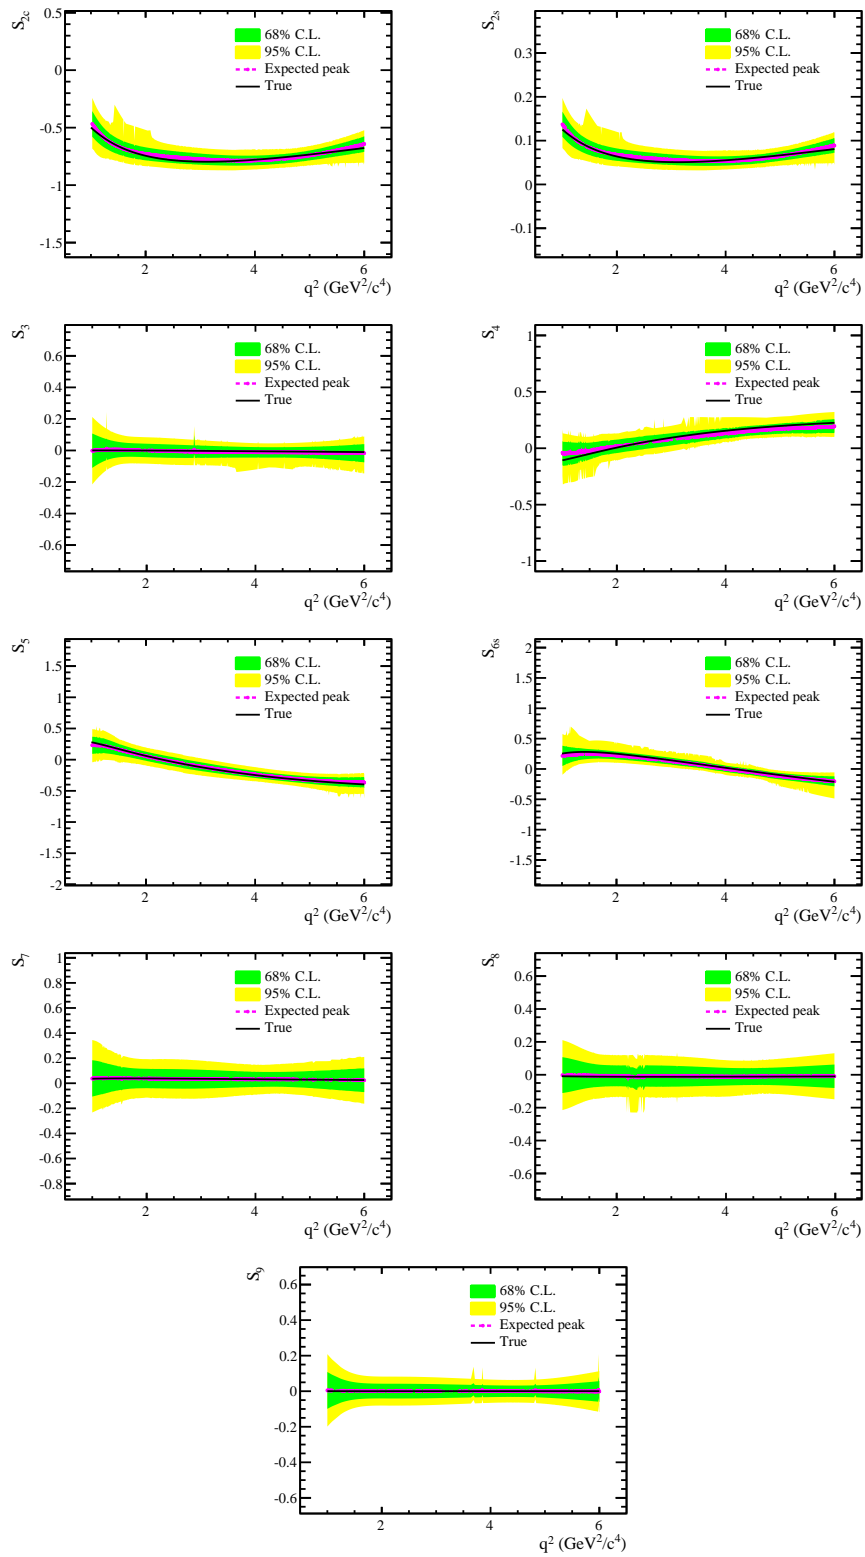 S2c
0.5
0
-0.5
-1
-1.5
68% C.L.
95% C.L.
Expected peak
True
2 4 6
q² (GeV²/c⁴)
S2s
0.3
0.2
0.1
0
-0.1
68% C.L.
95% C.L.
Expected peak
True
2 4 6
q² (GeV²/c⁴)
S3
0.6
0.4
0.2
0
-0.2
-0.4
-0.6
68% C.L.
95% C.L.
Expected peak
True
2 4 6
q² (GeV²/c⁴)
S4
1
0.5
0
-0.5
-1
68% C.L.
95% C.L.
Expected peak
True
2 4 6
q² (GeV²/c⁴)
S5
1.5
1
0.5
0
-0.5
-1
-1.5
-2
68% C.L.
95% C.L.
Expected peak
True
2 4 6
q² (GeV²/c⁴)
S6s
2
1.5
1
0.5
0
-0.5
-1
-1.5
68% C.L.
95% C.L.
Expected peak
True
2 4 6
q² (GeV²/c⁴)
S7
1
0.8
0.6
0.4
0.2
0
-0.2
-0.4
-0.6
-0.8
68% C.L.
95% C.L.
Expected peak
True
2 4 6
q² (GeV²/c⁴)
S8
0.6
0.4
0.2
0
-0.2
-0.4
-0.6
68% C.L.
95% C.L.
Expected peak
True
2 4 6
q² (GeV²/c⁴)
S9
0.6
0.4
0.2
0
-0.2
-0.4
-0.6
68% C.L.
95% C.L.
Expected peak
True
2 4 6
q² (GeV²/c⁴)